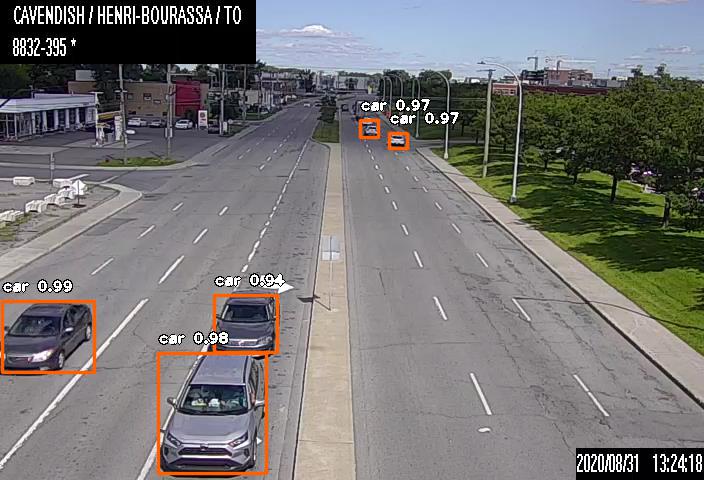 CAVENDISH / HENRI-BOURASSA / TO
8832-395 *
car 0.97
car 0.97
car 0.99
car 0.94
car 0.98
2020/08/31 13:24:18